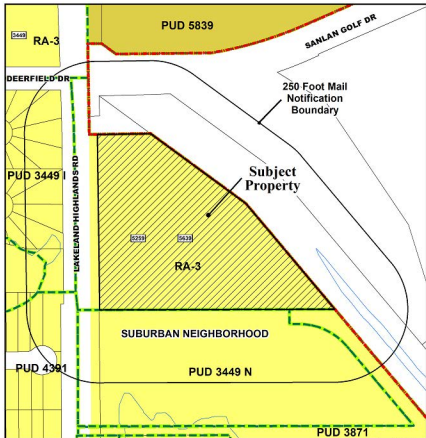 PUD 5839
SANLAN GOLF DR
3449
RA-3
DEERFIELD DR
250 Foot Mail
Notification
Boundary
PUD 3449 I
LAKELAND HIGHLANDS RD
Subject
Property
5259
5639
RA-3
SUBURBAN NEIGHBORHOOD
PUD 4391
PUD 3449 N
PUD 3871